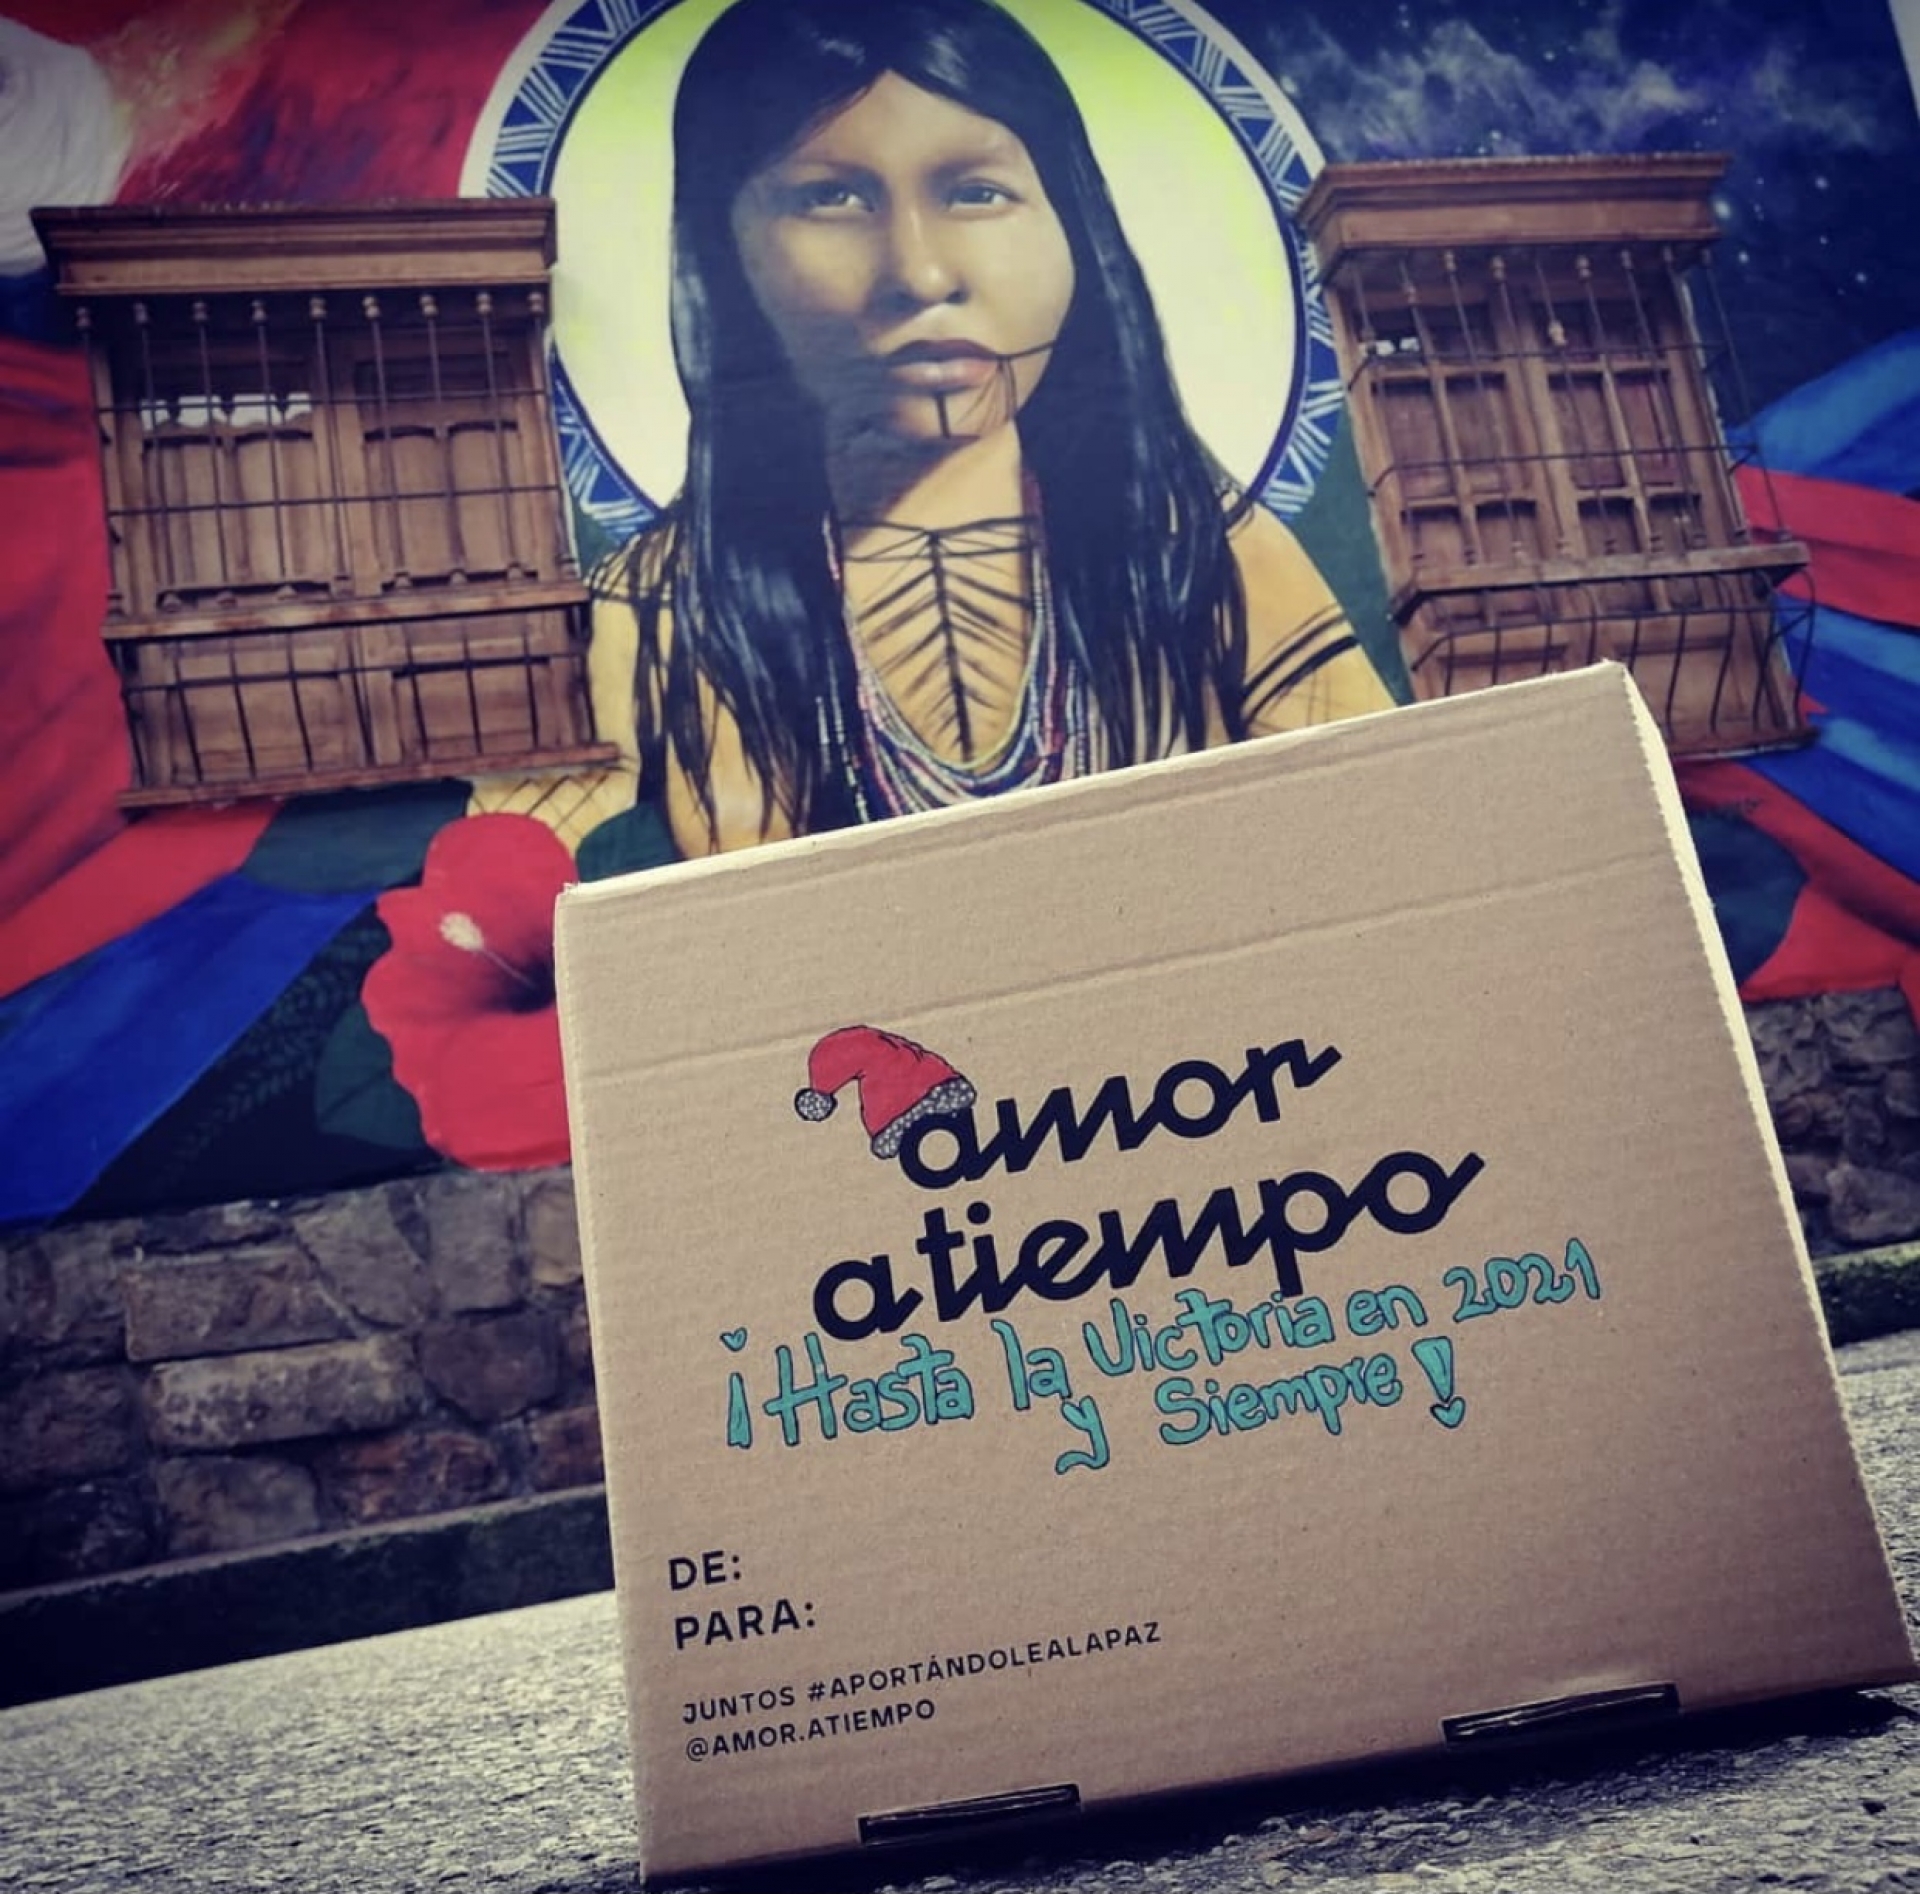 amor
atiempo
¡Hasta la Victoria en 2021
y Siempre!
DE:
PARA:
JUNTOS #APORTÁNDOLEALAPAZ
@AMOR.ATIEMPO